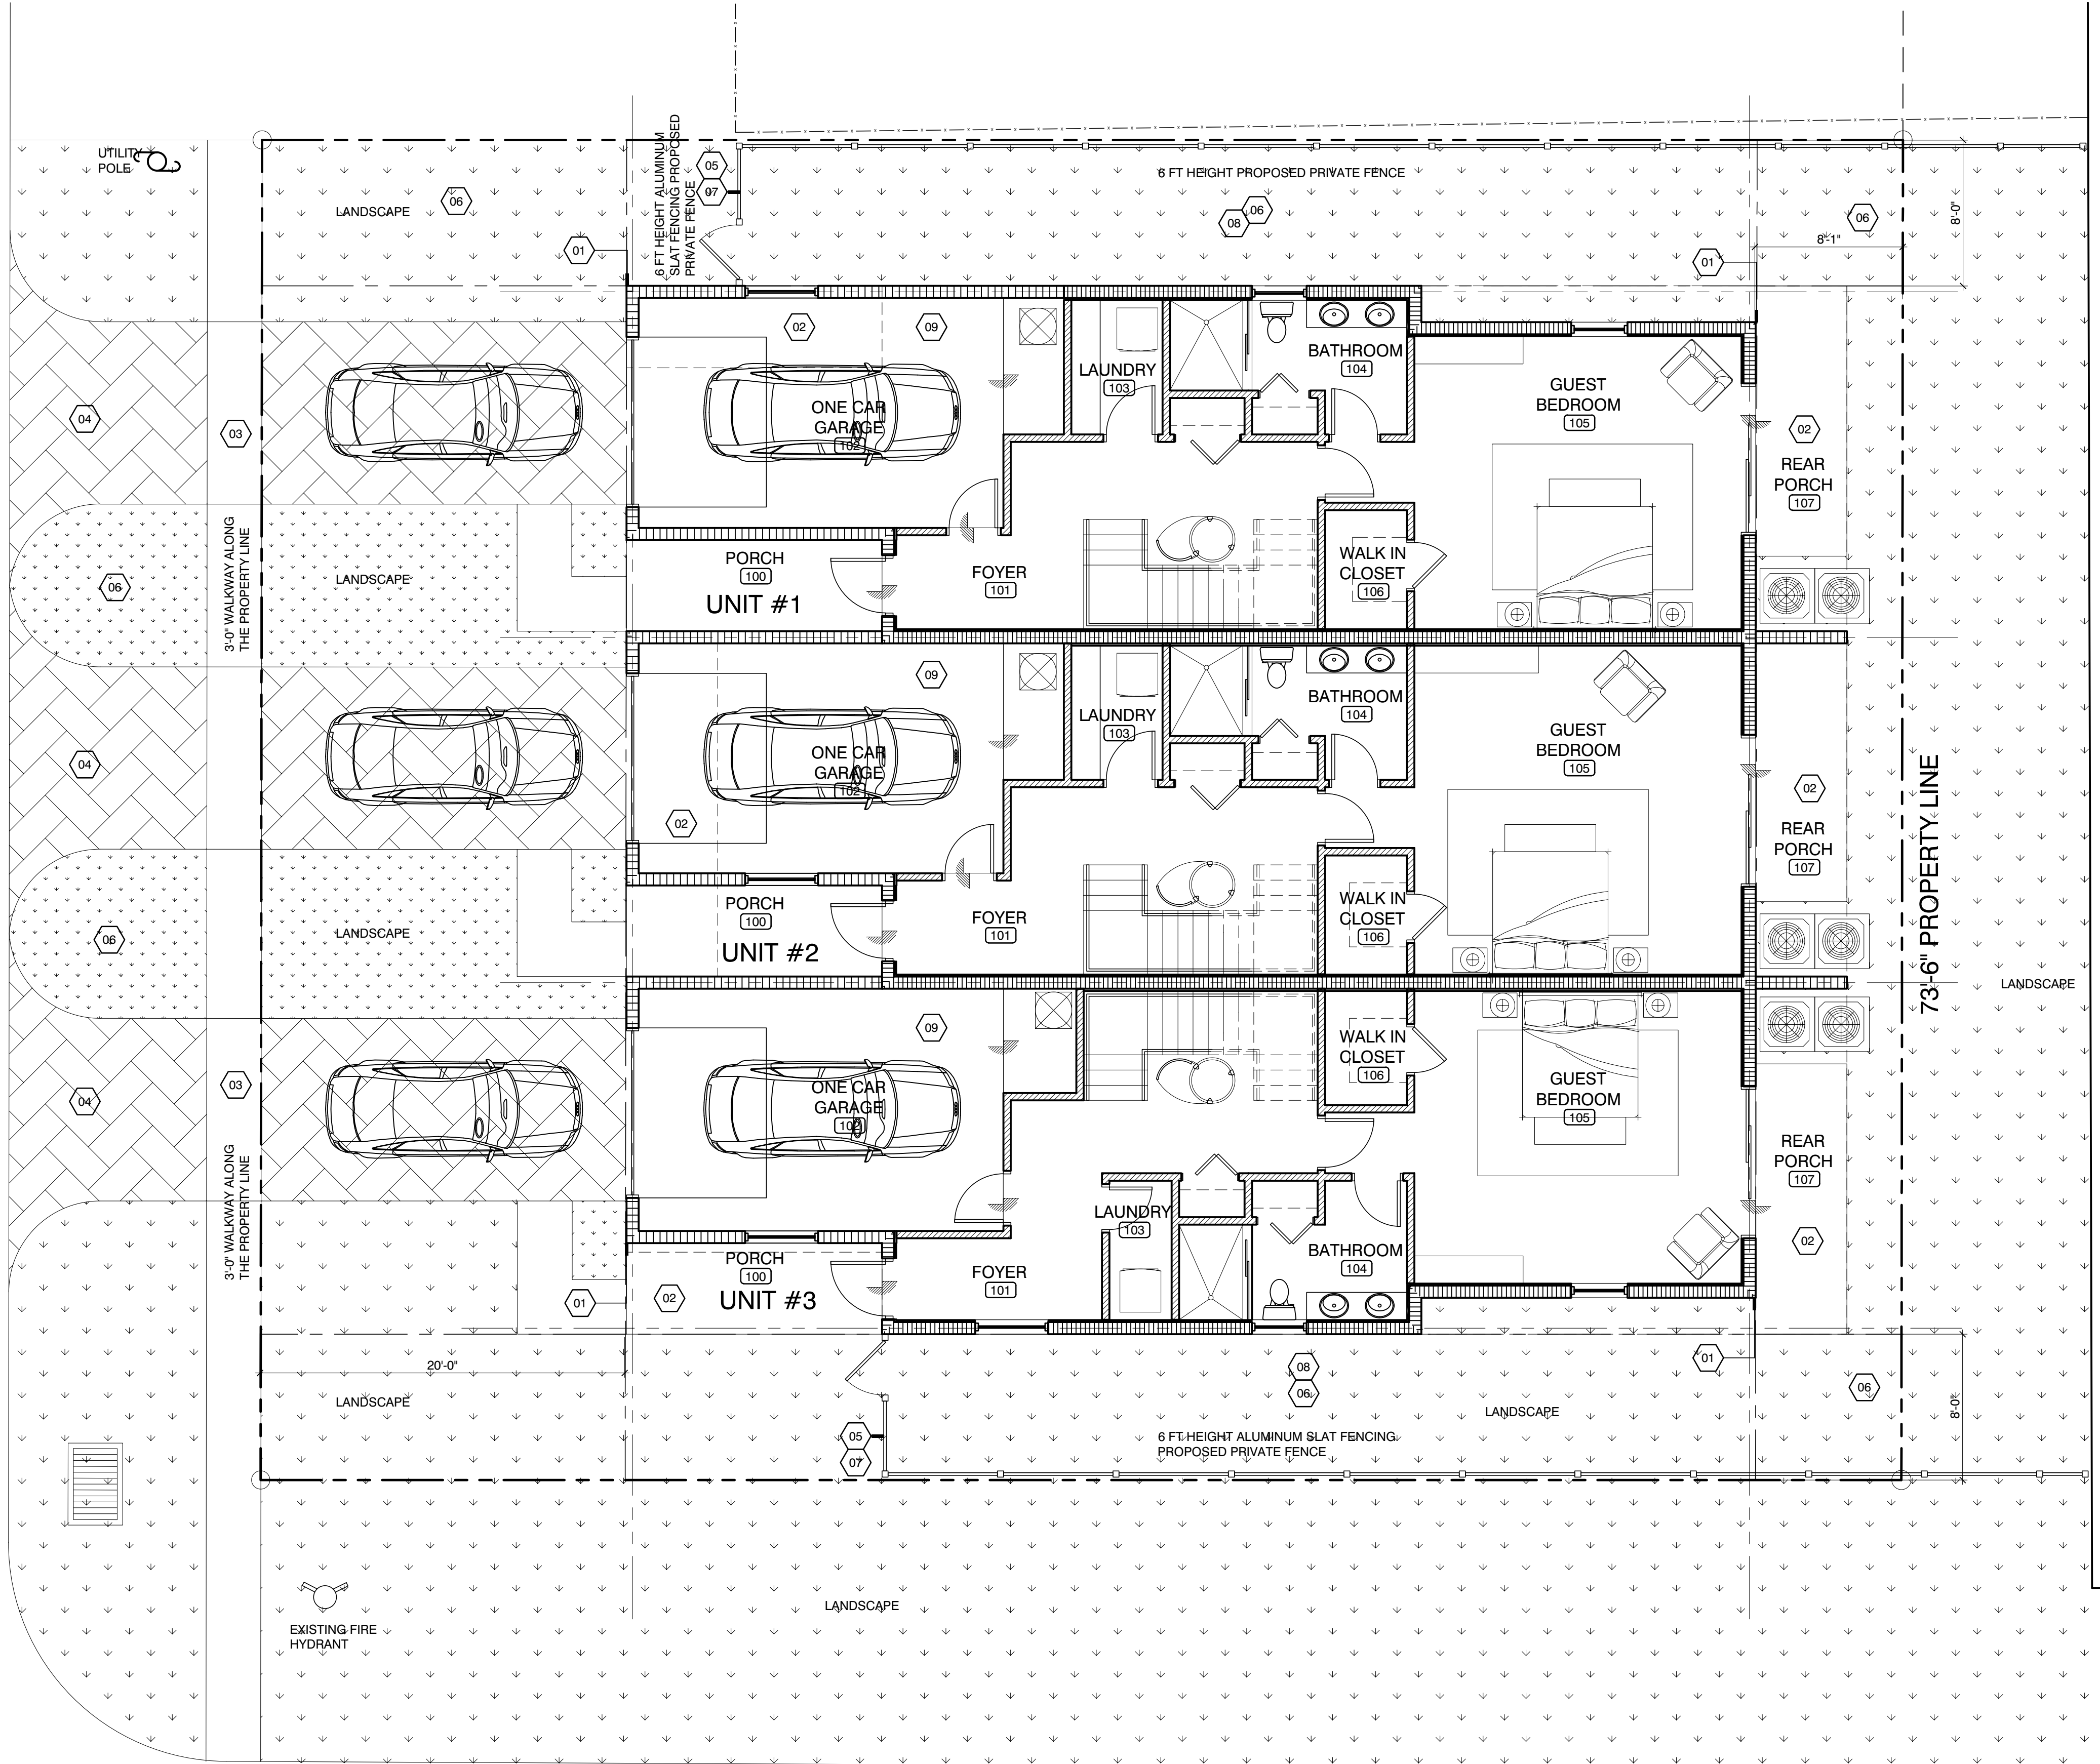 UTILITY
POLE
LANDSCAPE
06
01
6 FT HEIGHT ALUMINUM
SLAT FENCING PROPOSED
PRIVATE FENCE
05
07
6 FT HEIGHT PROPOSED PRIVATE FENCE
08
06
01
8'-1"
06
8'-0"
04
03
3'-0" WALKWAY ALONG
THE PROPERTY LINE
02
09
ONE CAR
GARAGE
102
LAUNDRY
103
BATHROOM
104
GUEST
BEDROOM
105
02
REAR
PORCH
107
06
LANDSCAPE
PORCH
100
UNIT #1
FOYER
101
WALK IN
CLOSET
106
04
09
ONE CAR
GARAGE
102
02
LAUNDRY
103
BATHROOM
104
GUEST
BEDROOM
105
02
REAR
PORCH
107
73'-6" PROPERTY LINE
LANDSCAPE
06
LANDSCAPE
PORCH
100
UNIT #2
FOYER
101
WALK IN
CLOSET
106
04
03
3'-0" WALKWAY ALONG
THE PROPERTY LINE
09
ONE CAR
GARAGE
102
WALK IN
CLOSET
106
GUEST
BEDROOM
105
REAR
PORCH
107
02
LAUNDRY
103
BATHROOM
104
PORCH
100
UNIT #3
FOYER
101
01
02
20'-0"
LANDSCAPE
08
06
01
06
8'-0"
LANDSCAPE
05
07
6 FT HEIGHT ALUMINUM SLAT FENCING
PROPOSED PRIVATE FENCE
LANDSCAPE
EXISTING FIRE
HYDRANT